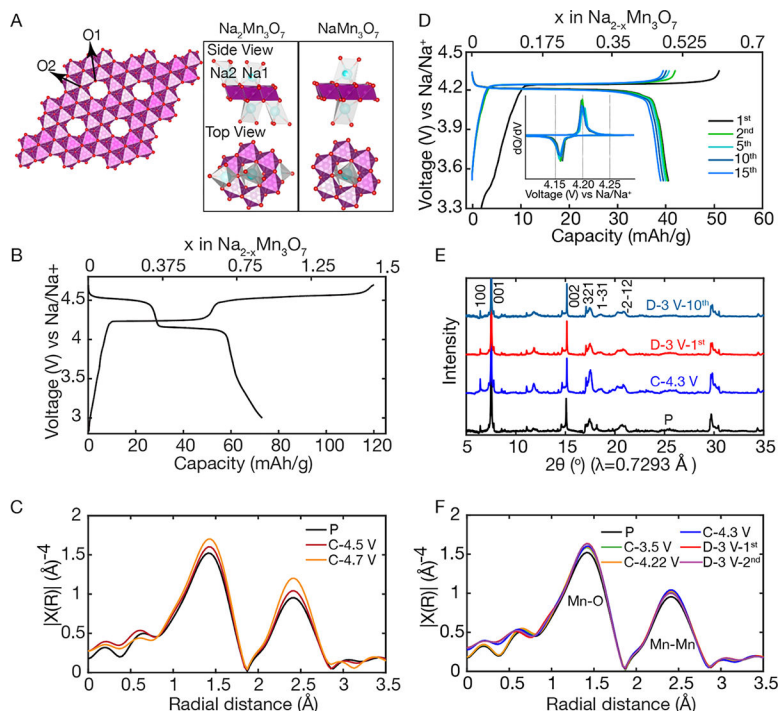 A
O1
O2
Na2Mn3O7
NaMn3O7
Side View
Na2 Na1
Top View
D
x in Na2-xMn3O7
0 0.175 0.35 0.525 0.7
Voltage (V) vs Na/Na+
4.5
4.2
3.9
3.6
3.3
1st
2nd
5th
10th
15th
dQ/dV
4.15 4.20 4.25
Voltage (V) vs Na/Na+
0 10 20 30 40 50 60
Capacity (mAh/g)
B
x in Na2-xMn3O7
0 0.375 0.75 1.125 1.5
Voltage (V) vs Na/Na+
4.5
4
3.5
3
0 20 40 60 80 100 120
Capacity (mAh/g)
E
Intensity
100
001
002
-321
1-31
-2-12
D-3 V-10th
D-3 V-1st
C-4.3 V
P
5 10 15 20 25 30 35
2θ (o) (λ=0.7293 Å)
C
|X(R)| (Å)-4
2
1.5
1
0.5
0
P
C-4.5 V
C-4.7 V
0 0.5 1 1.5 2 2.5 3 3.5
Radial distance (Å)
F
|X(R)| (Å)-4
2
1.5
1
0.5
0
P
C-3.5 V
C-4.22 V
C-4.3 V
D-3 V-1st
D-3 V-2nd
Mn-O
Mn-Mn
0 0.5 1 1.5 2 2.5 3 3.5
Radial distance (Å)